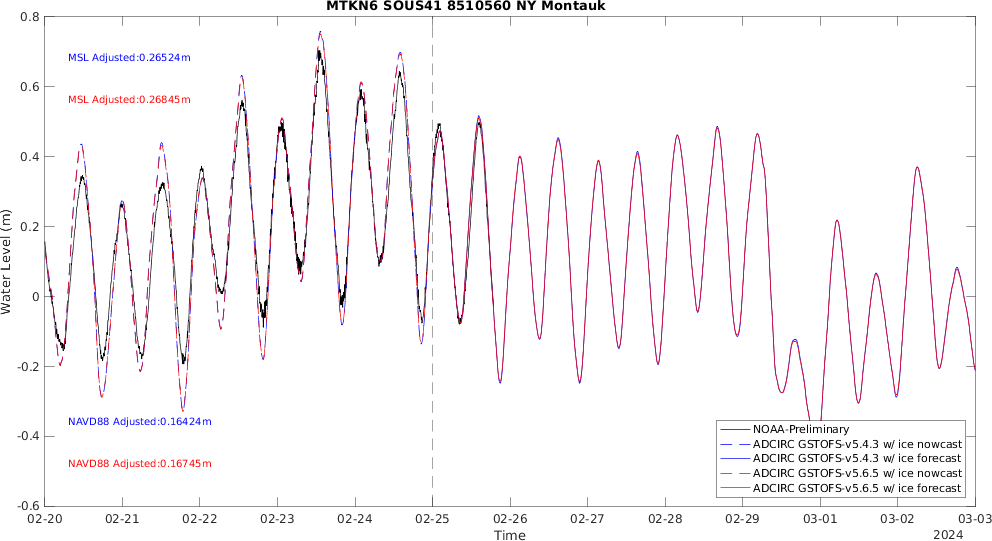 MTKN6 SOUS41 8510560 NY Montauk
0.8
0.6
0.4
0.2
0
-0.2
-0.4
-0.6
Water Level (m)
MSL Adjusted:0.26524m
MSL Adjusted:0.26845m
NAVD88 Adjusted:0.16424m
NAVD88 Adjusted:0.16745m
NOAA-Preliminary
ADCIRC GSTOFS-v5.4.3 w/ ice nowcast
ADCIRC GSTOFS-v5.4.3 w/ ice forecast
ADCIRC GSTOFS-v5.6.5 w/ ice nowcast
ADCIRC GSTOFS-v5.6.5 w/ ice forecast
02-20 02-21 02-22 02-23 02-24 02-25 02-26 02-27 02-28 02-29 03-01 03-02 03-03
Time
2024